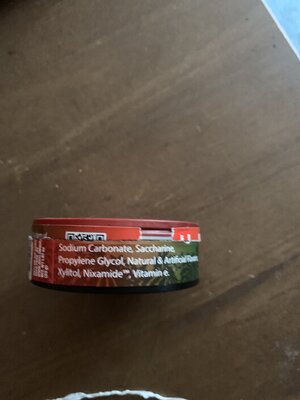 Sodium Carbonate, Saccharine,
Propylene Glycol, Natural & Artificial Flavors,
Xylitol, Nixamide™, Vitamin e.